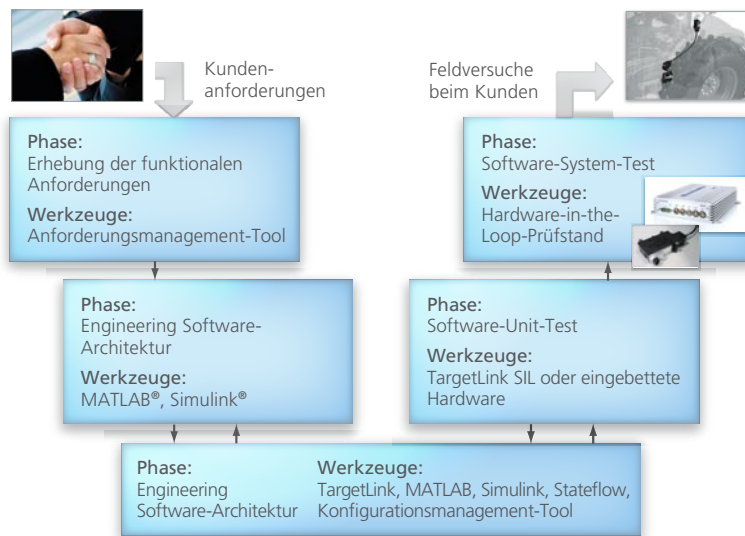 Kunden-
anforderungen
Feldversuche
beim Kunden
Phase:
Erhebung der funktionalen
Anforderungen
Werkzeuge:
Anforderungsmanagement-Tool
Phase:
Software-System-Test
Werkzeuge:
Hardware-in-the-
Loop-Prüfstand
Phase:
Engineering Software-
Architektur
Werkzeuge:
MATLAB®, Simulink®
Phase:
Software-Unit-Test
Werkzeuge:
TargetLink SIL oder eingebettete
Hardware
Phase:
Engineering
Software-Architektur
Werkzeuge:
TargetLink, MATLAB, Simulink, Stateflow,
Konfigurationsmanagement-Tool